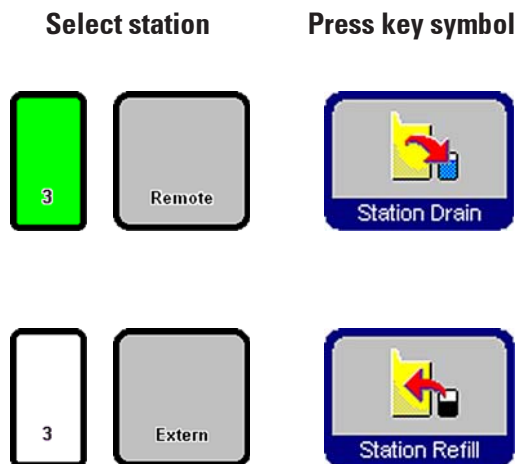 Select station Press key symbol
3 Remote Station Drain
3 Extern Station Refill